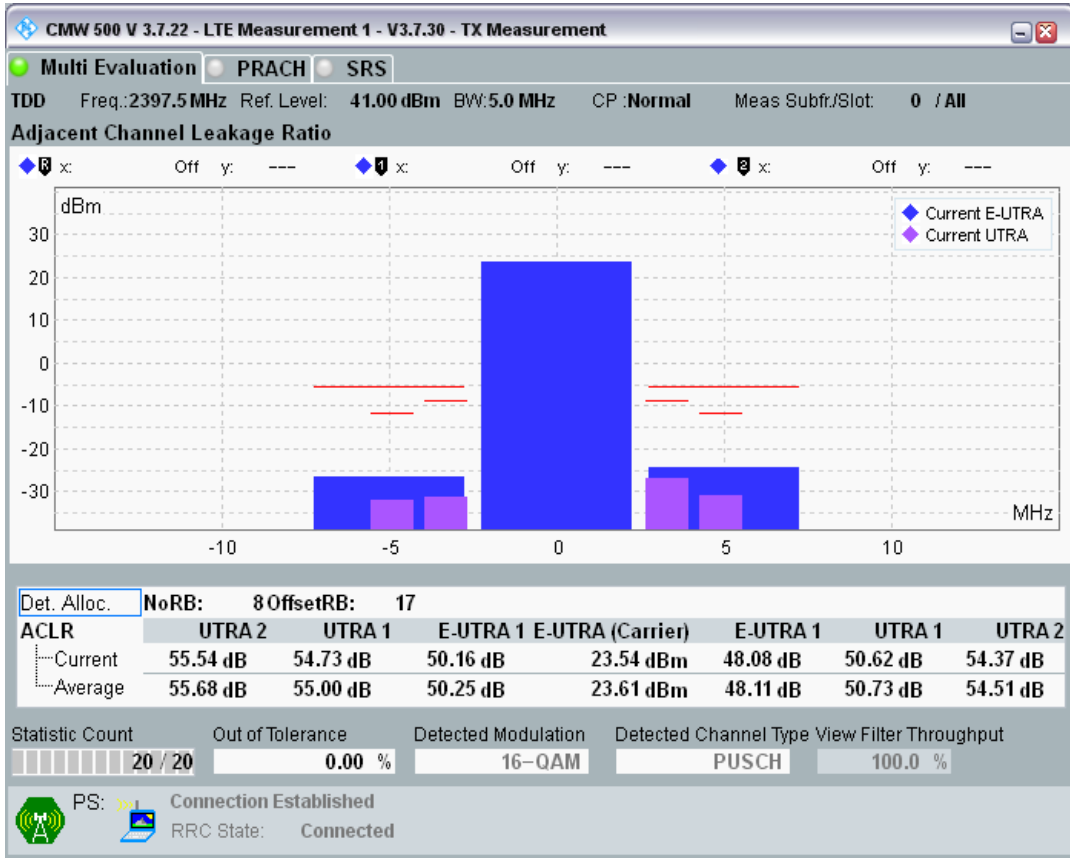 CMW 500 V 3.7.22 - LTE Measurement 1 - V3.7.30 - TX Measurement
Multi Evaluation PRACH SRS
TDD Freq.:2397.5 MHz Ref. Level: 41.00 dBm BW:5.0 MHz CP :Normal Meas Subfr./Slot: 0 / All
Adjacent Channel Leakage Ratio
R x: Off y: --- 1 x: Off y: --- 2 x: Off y: ---
dBm
Current E-UTRA
Current UTRA
30
20
10
0
-10
-20
-30
MHz
-10 -5 0 5 10
Det. Alloc. NoRB: 8 OffsetRB: 17
ACLR UTRA 2 UTRA 1 E-UTRA 1 E-UTRA (Carrier) E-UTRA 1 UTRA 1 UTRA 2
Current 55.54 dB 54.73 dB 50.16 dB 23.54 dBm 48.08 dB 50.62 dB 54.37 dB
Average 55.68 dB 55.00 dB 50.25 dB 23.61 dBm 48.11 dB 50.73 dB 54.51 dB
Statistic Count Out of Tolerance Detected Modulation Detected Channel Type View Filter Throughput
20 / 20 0.00 % 16-QAM PUSCH 100.0 %
PS: Connection Established
RRC State: Connected